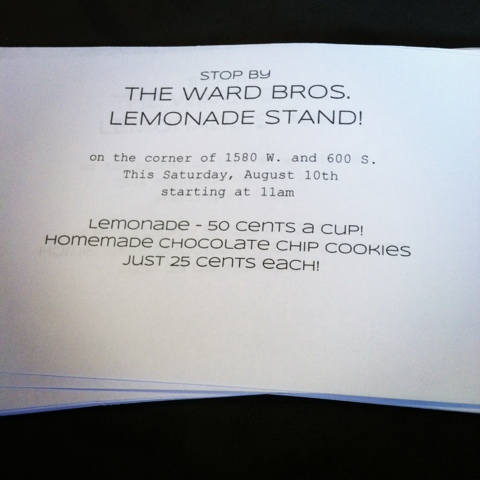 STOP BY
THE WARD BROS.
LEMONADE STAND!
on the corner of 1580 W. and 600 S.
This Saturday, August 10th
starting at 11am
Lemonade - 50 cents a cup!
Homemade chocolate chip cookies
Just 25 cents each!